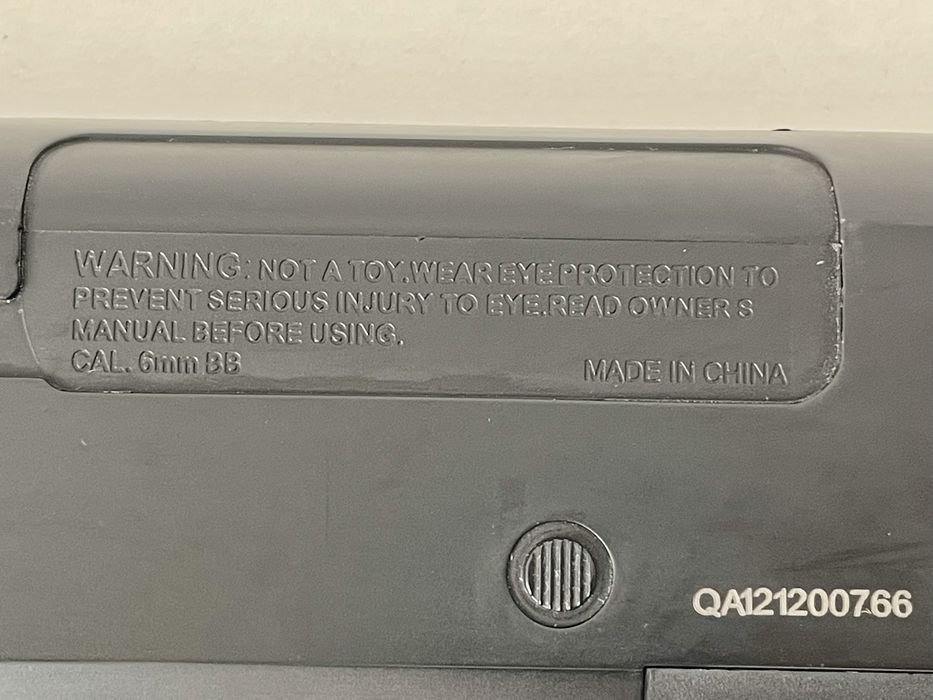 WARNING: NOT A TOY.WEAR EYE PROTECTION TO
PREVENT SERIOUS INJURY TO EYE.READ OWNER S
MANUAL BEFORE USING.
CAL. 6mm BB
MADE IN CHINA
QA121200766